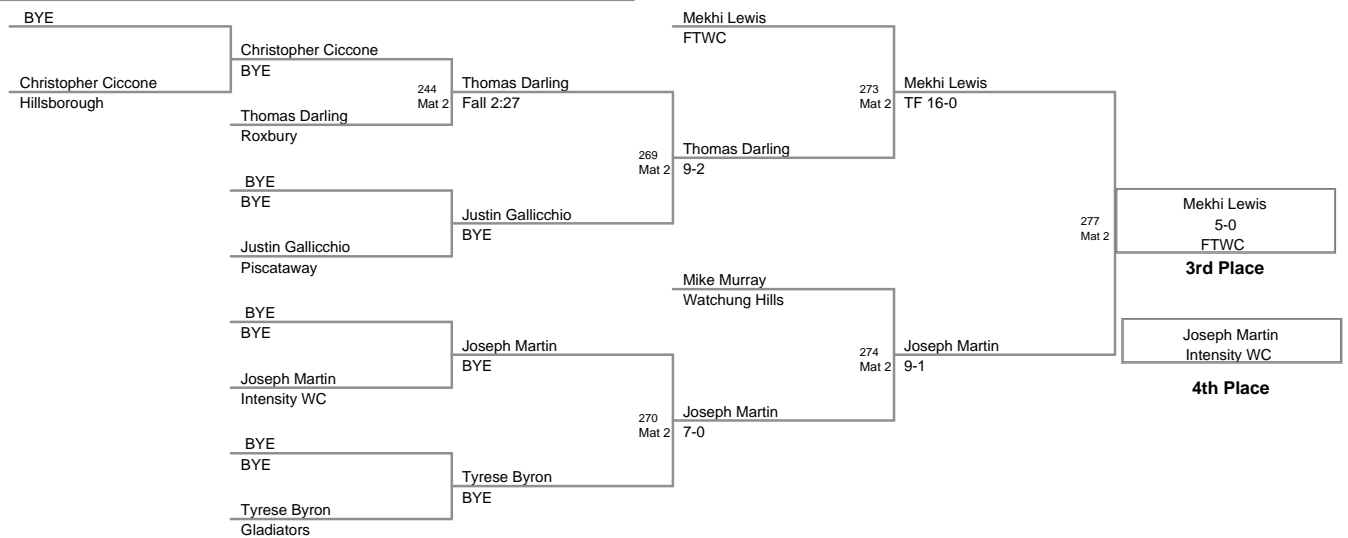 BYE
Christopher Ciccone
Hillsborough
Christopher Ciccone
BYE
244
Mat 2
Thomas Darling
Roxbury
Thomas Darling
Fall 2:27
BYE
BYE
Justin Gallicchio
Piscataway
Justin Gallicchio
BYE
269
Mat 2
Thomas Darling
9-2
Mekhi Lewis
FTWC
273
Mat 2
Mekhi Lewis
TF 16-0
BYE
BYE
Joseph Martin
Intensity WC
Joseph Martin
BYE
BYE
BYE
Tyrese Byron
Gladiators
Tyrese Byron
BYE
270
Mat 2
Joseph Martin
7-0
Mike Murray
Watchung Hills
274
Mat 2
Joseph Martin
9-1
277
Mat 2
Mekhi Lewis
5-0
FTWC
3rd Place
Joseph Martin
Intensity WC
4th Place